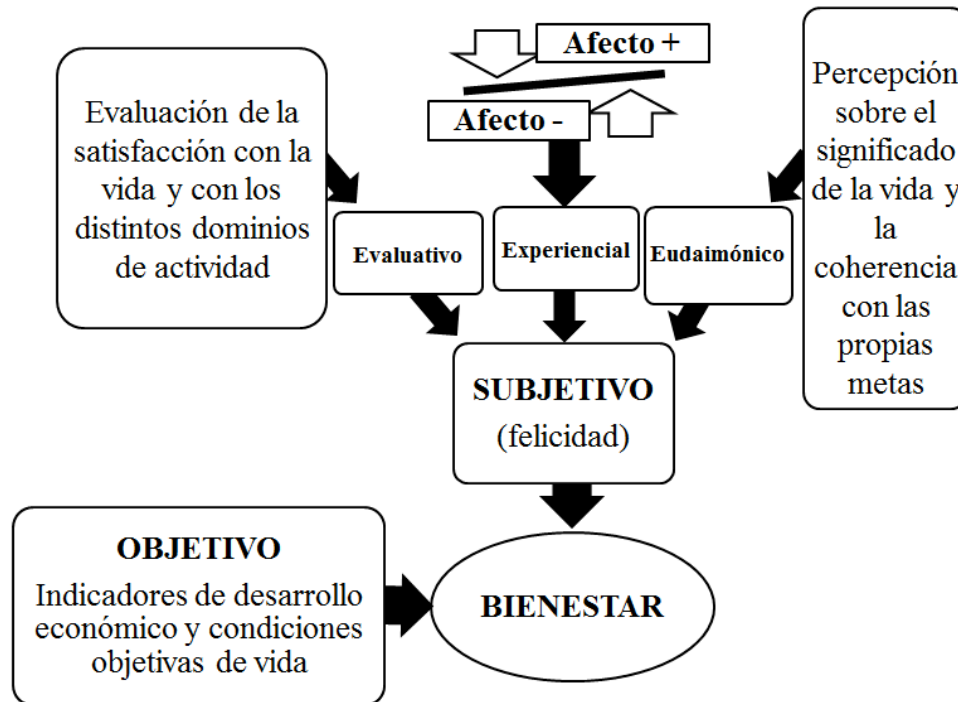 Afecto +
Afecto -
Evaluación de la
satisfacción con la
vida y con los
distintos dominios
de actividad
Percepción
sobre el
significado
de la vida y
la
coherencia
con las
propias
metas
Evaluativo
Experiencial
Eudaimónico
SUBJETIVO
(felicidad)
OBJETIVO
Indicadores de desarrollo
económico y condiciones
objetivas de vida
BIENESTAR